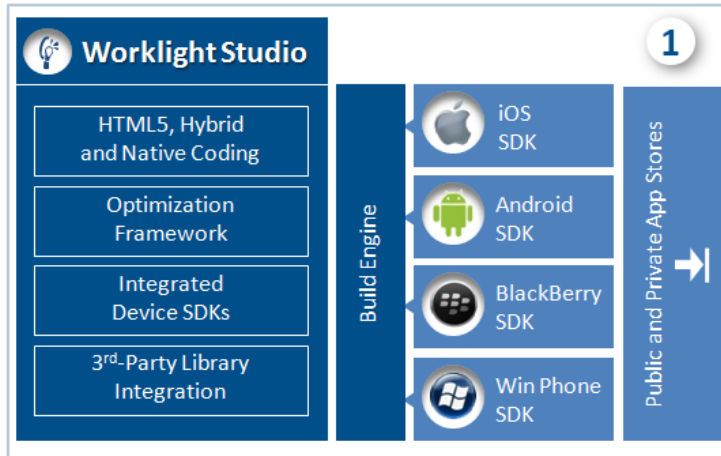 Worklight Studio
1
HTML5, Hybrid
and Native Coding
Optimization
Framework
Integrated
Device SDKs
3rd-Party Library
Integration
Build Engine
iOS
SDK
Android
SDK
BlackBerry
SDK
Win Phone
SDK
Public and Private App Stores